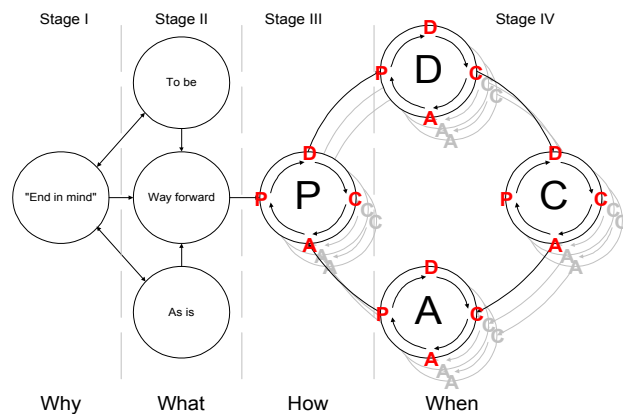 Stage I
Stage II
Stage III
Stage IV
To be
"End in mind"
Way forward
As is
P
P
D
C
C
C
C
A
A
A
D
P
D
C
C
C
A
A
A
C
P
D
C
C
C
A
A
A
A
P
D
C
C
C
A
A
A
Why
What
How
When